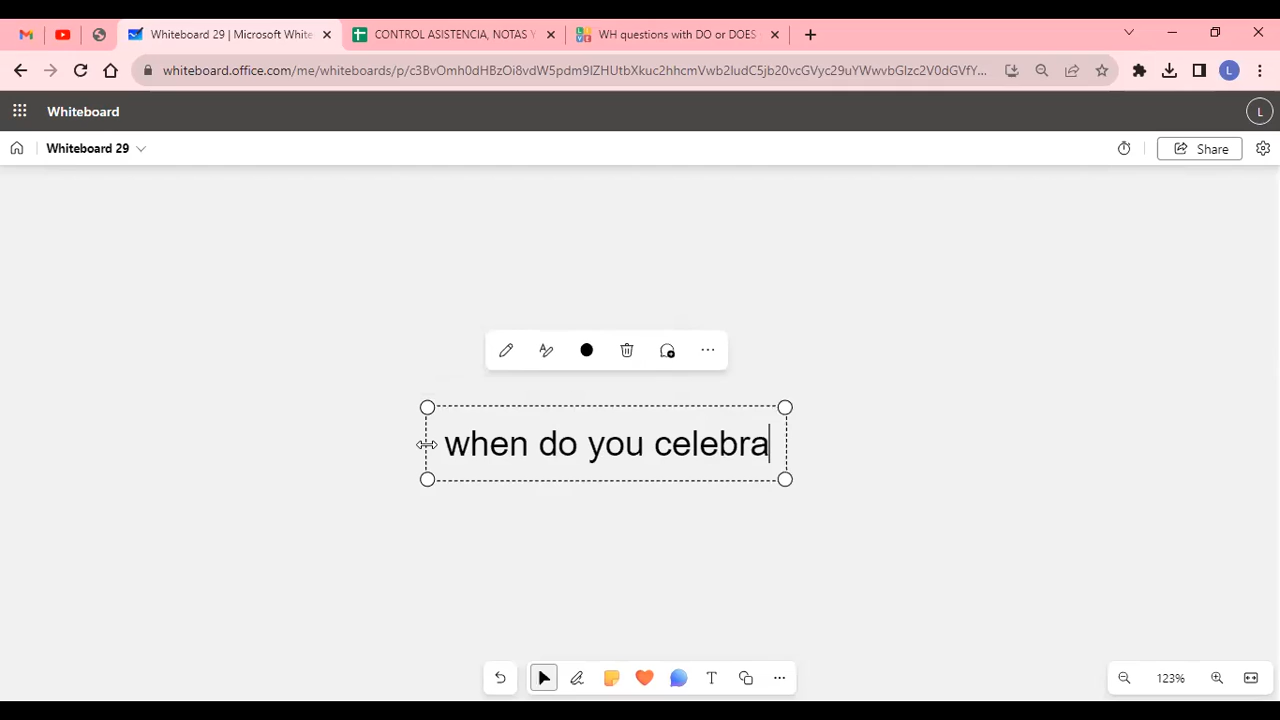 Whiteboard 29 | Microsoft White
CONTROL ASISTENCIA, NOTAS Y
WH questions with DO or DOES
whiteboard.office.com/me/whiteboards/p/c3BvOmh0dHBzOi8vdW5pdm9lZHUtbXkuc2hhcmVwb2ludC5jb20vcGVyc29uYWwvbGlzc2V0dGVfY...
L
Whiteboard
L
Whiteboard 29
Share
when do you celebra
T
123%